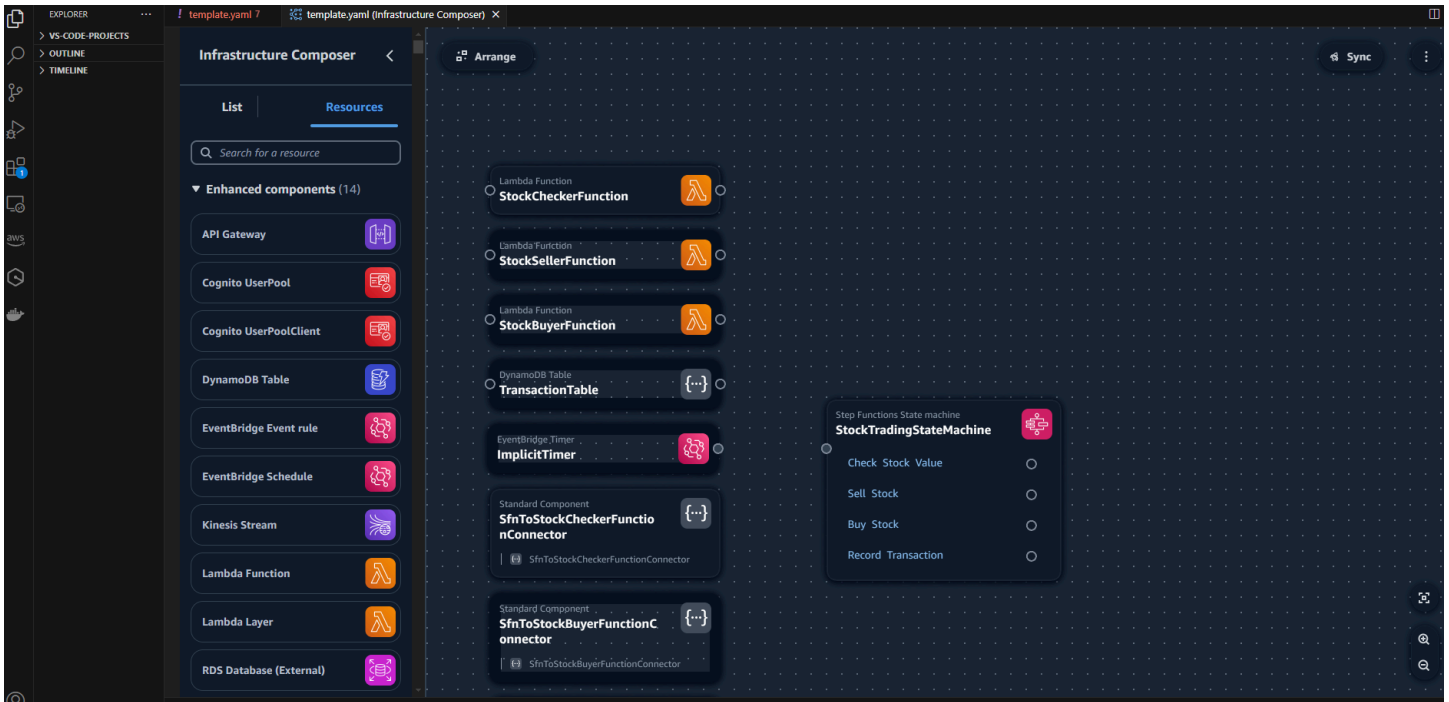 EXPLORER
···
! template.yaml 7
template.yaml (Infrastructure Composer) ×
> VS-CODE-PROJECTS
> OUTLINE
> TIMELINE
1
aws
Infrastructure Composer
List
Resources
Search for a resource
Enhanced components (14)
API Gateway
Cognito UserPool
Cognito UserPoolClient
DynamoDB Table
EventBridge Event rule
EventBridge Schedule
Kinesis Stream
Lambda Function
Lambda Layer
RDS Database (External)
Arrange
Sync
Lambda Function
StockCheckerFunction
Lambda Function
StockSellerFunction
Lambda Function
StockBuyerFunction
DynamoDB Table
TransactionTable
{···}
EventBridge Timer
ImplicitTimer
Standard Component
SfnToStockCheckerFunctio
nConnector
{···}
SfnToStockCheckerFunctionConnector
Standard Component
SfnToStockBuyerFunctionC
onnector
{···}
SfnToStockBuyerFunctionConnector
Step Functions State machine
StockTradingStateMachine
Check Stock Value
Sell Stock
Buy Stock
Record Transaction